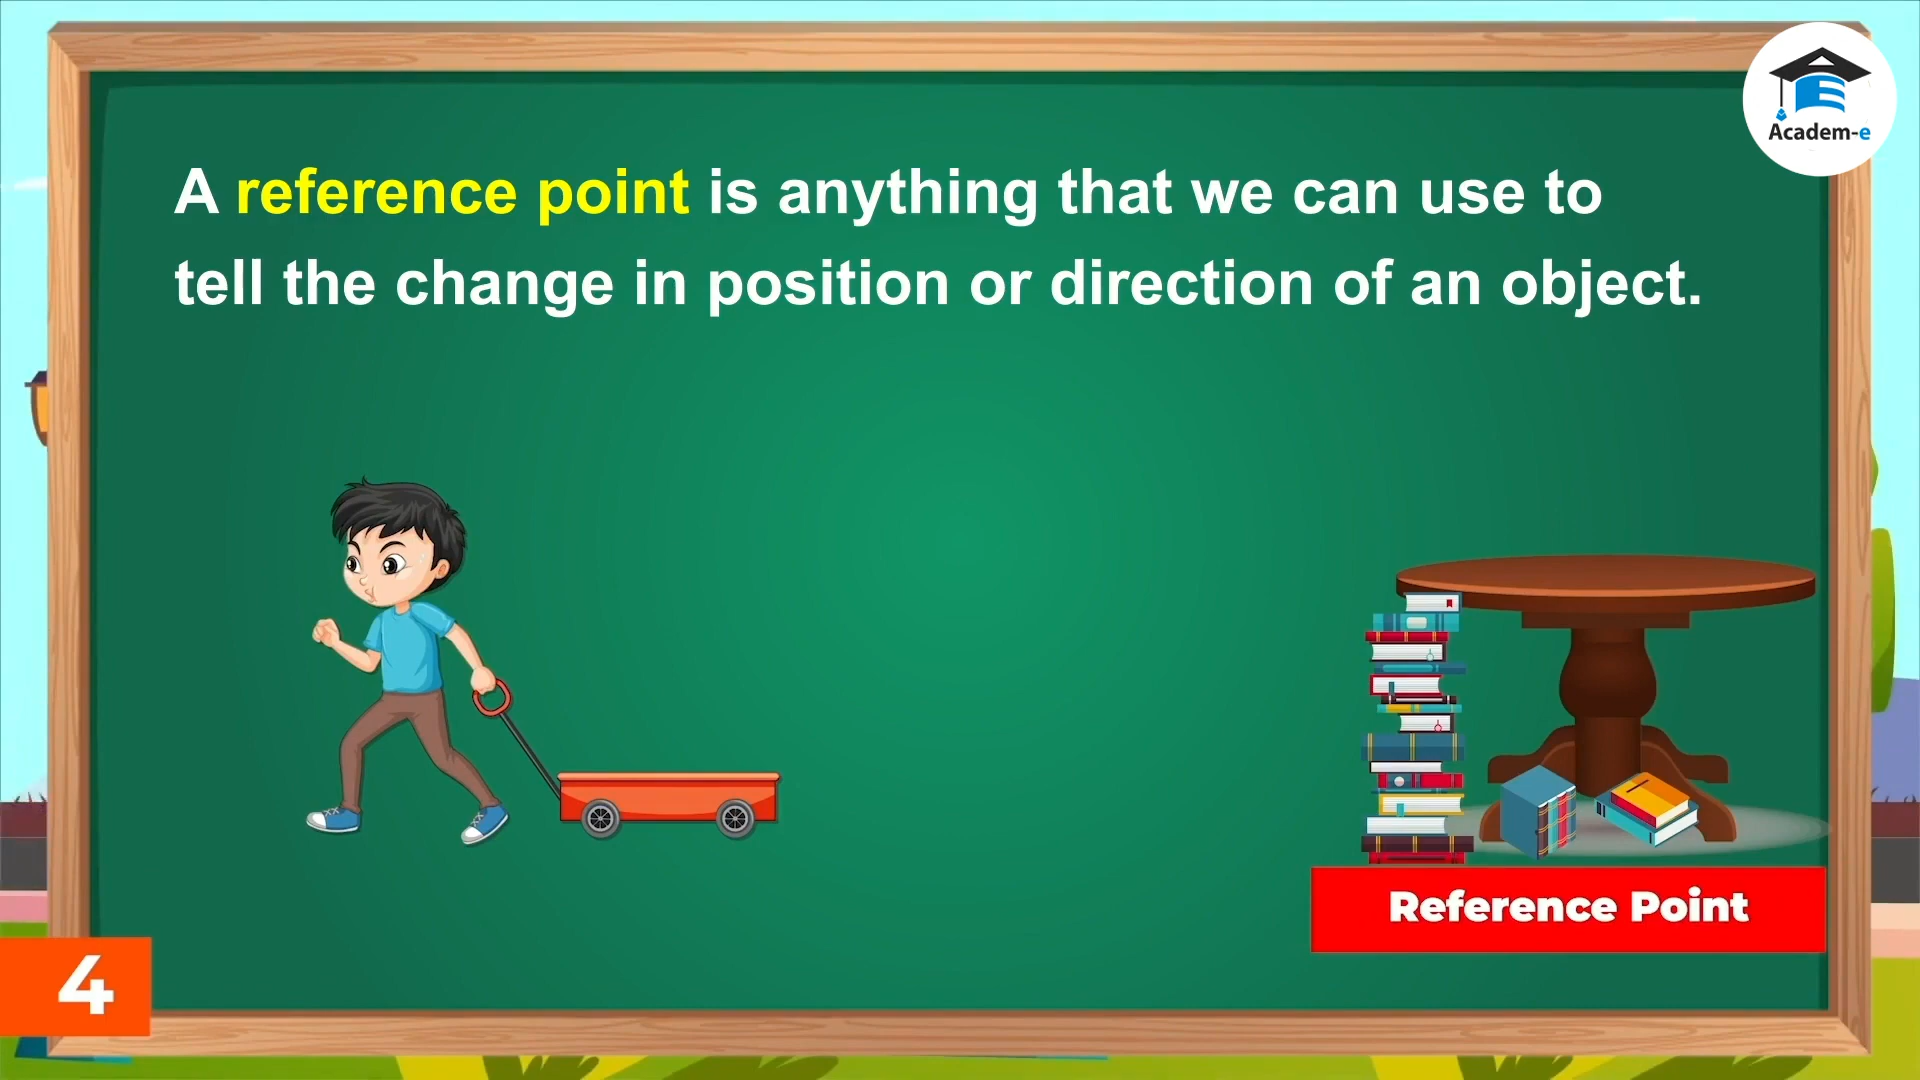 Academ-e
A reference point is anything that we can use to
tell the change in position or direction of an object.
Reference Point
4